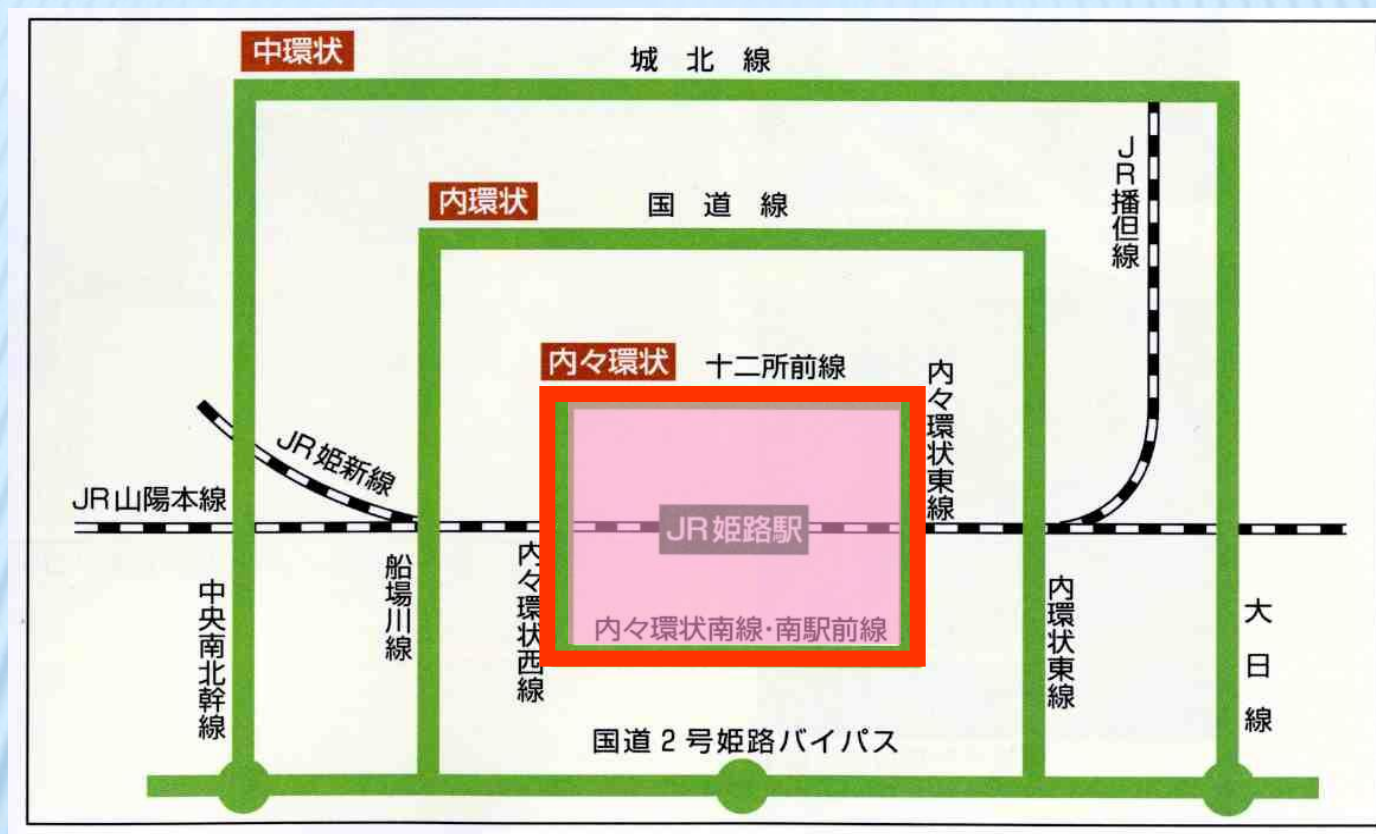 中環状
城北線
内環状
国道線
JR播但線
内々環状
十二所前線
内々環状東線
JR姫新線
JR山陽本線
JR姫路駅
中央南北幹線
船場川線
内々環状西線
内々環状南線・南駅前線
内環状東線
大日線
国道2号姫路バイパス